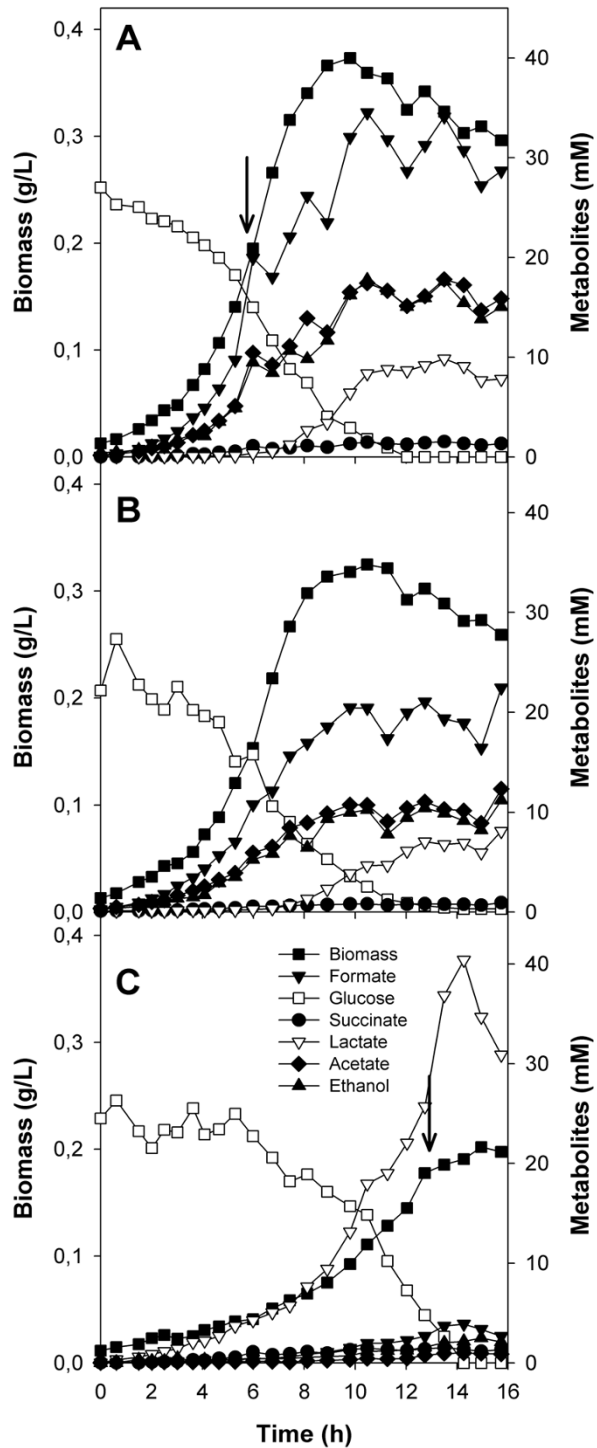 A
0,4
0,3
0,2
0,1
0,0
Biomass (g/L)
40
30
20
10
0
Metabolites (mM)
B
0,4
0,3
0,2
0,1
0,0
Biomass (g/L)
40
30
20
10
0
Metabolites (mM)
C
0,4
0,3
0,2
0,1
0,0
Biomass (g/L)
Biomass
Formate
Glucose
Succinate
Lactate
Acetate
Ethanol
40
30
20
10
0
Metabolites (mM)
0 2 4 6 8 10 12 14 16
Time (h)